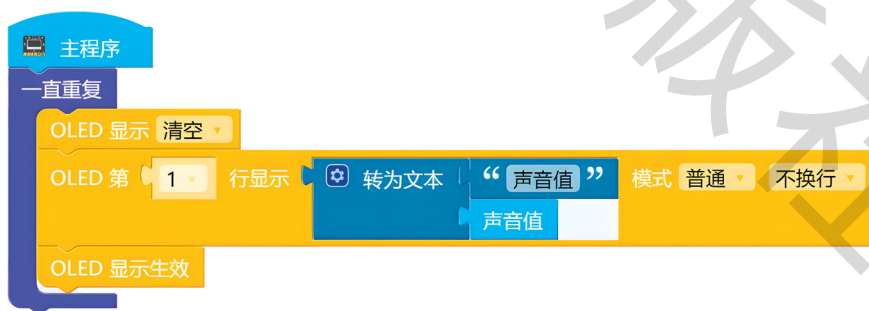 主程序
一直重复
OLED 显示 清空
OLED 第 1 行显示 转为文本 “ 声音值 ” 模式 普通 不换行
声音值
OLED 显示生效
版社